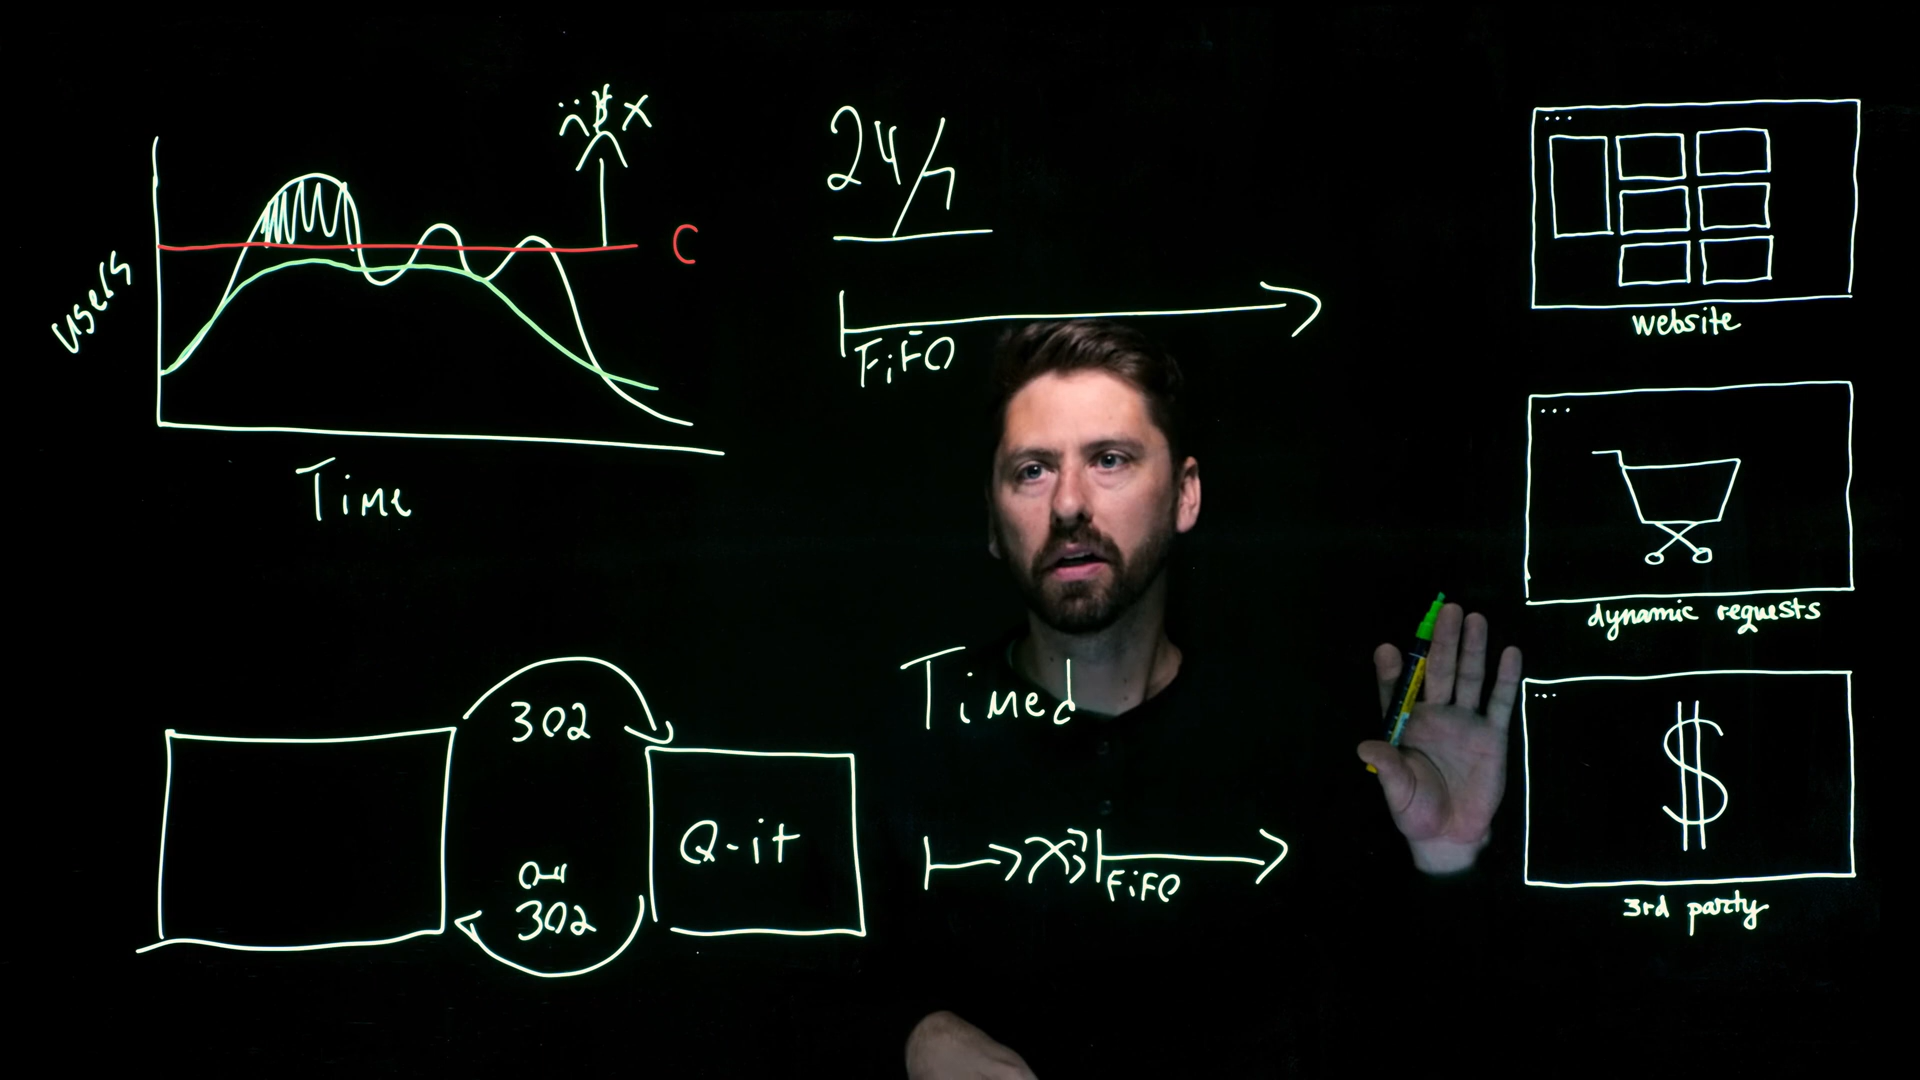 users
Time
C
24/7
FiFO
302
302
Q-it
Timed
FiFO
website
dynamic requests
$
3rd party